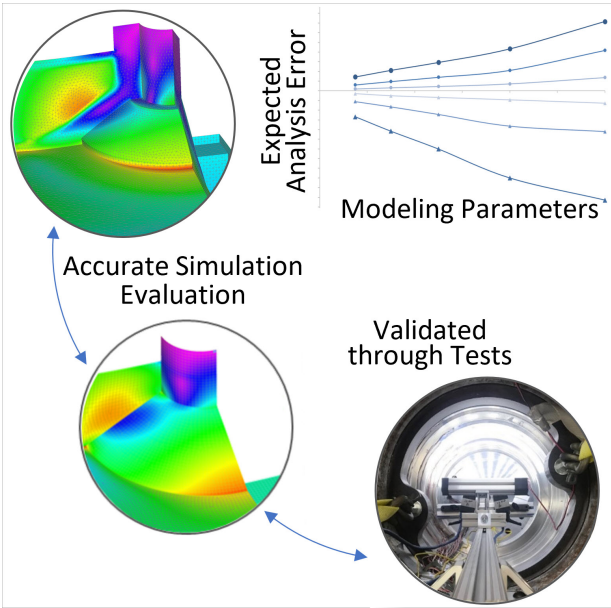 Expected
Analysis Error
Modeling Parameters
Accurate Simulation
Evaluation
Validated
through Tests